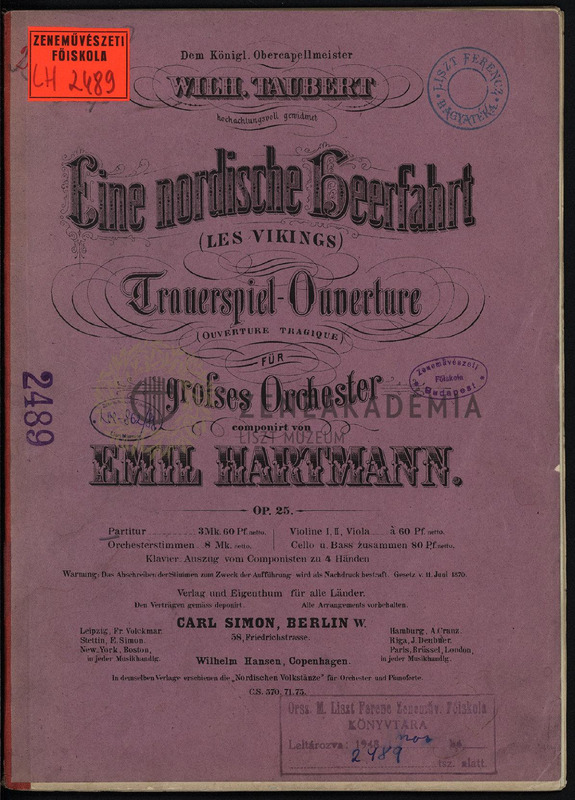 ZENEMŰVÉSZETI
FŐISKOLA
LH 2489
Dem Königl. Obercapellmeister
WILH. TAUBERT
hochachtungsvoll gewidmet
LISZT FERENCZ
HAGYATÉKA
Eine nordische Heerfahrt
(LES VIKINGS)
Trauerspiel-Ouverture
(OUVERTURE TRAGIQUE)
FÜR
grofses Orchester
Zeneművészeti
Főiskola
Budapest
ZENEAKADÉMIA
LISZT MÚZEUM
componirt von
EMIL HARTMANN.
2489
OP. 25.
Partitur 3 Mk. 60 Pf. netto.
Orchesterstimmen 8 Mk. netto.
Violine I, II, Viola à 60 Pf. netto.
Cello u. Bass zusammen 80 Pf. netto.
Klavier-Auszug vom Componisten zu 4 Händen
Warnung: Das Abschreiben der Stimmen zum Zweck der Aufführung wird als Nachdruck bestraft. Gesetz v. 11. Juni 1870.
Verlag und Eigenthum für alle Länder.
Den Verträgen gemäss deponirt. Alle Arrangements vorbehalten.
CARL SIMON, BERLIN W.
58, Friedrichstrasse.
Leipzig, Fr. Volckmar.
Stettin, E. Simon.
New-York, Boston,
in jeder Musikhandlg.
Hamburg, A. Cranz.
Riga, J. Deubner.
Paris, Brüssel, London,
in jeder Musikhandlg.
Wilhelm Hansen, Copenhagen.
In demselben Verlage erschienen die „Nordischen Volkstänze" für Orchester und Pianoforte.
C.S. 370, 71. 75.
Orsz. M. Liszt Ferenc Zeneműv. Főiskola
KÖNYVTÁRA
Leltározva: 1948 nov
2489
tsz. alatt.